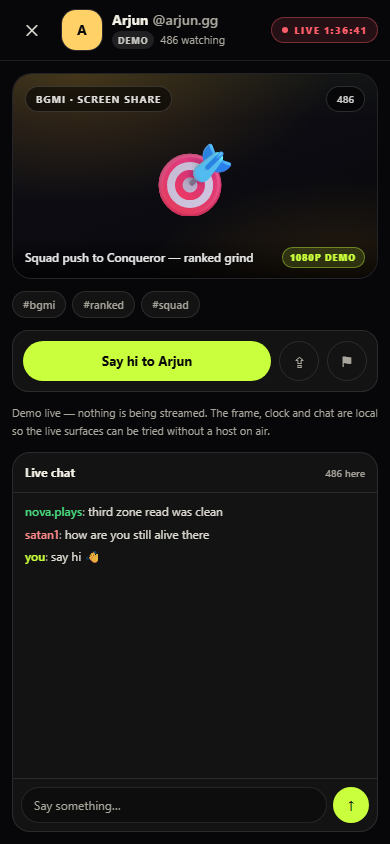 A
Arjun @arjun.gg
DEMO 486 watching
LIVE 1:36:41
BGMI · SCREEN SHARE
486
Squad push to Conqueror — ranked grind
1080P DEMO
#bgmi #ranked #squad
Say hi to Arjun
Demo live — nothing is being streamed. The frame, clock and chat are local
so the live surfaces can be tried without a host on air.
Live chat
486 here
nova.plays: third zone read was clean
satan1: how are you still alive there
you: say hi 👋
Say something...